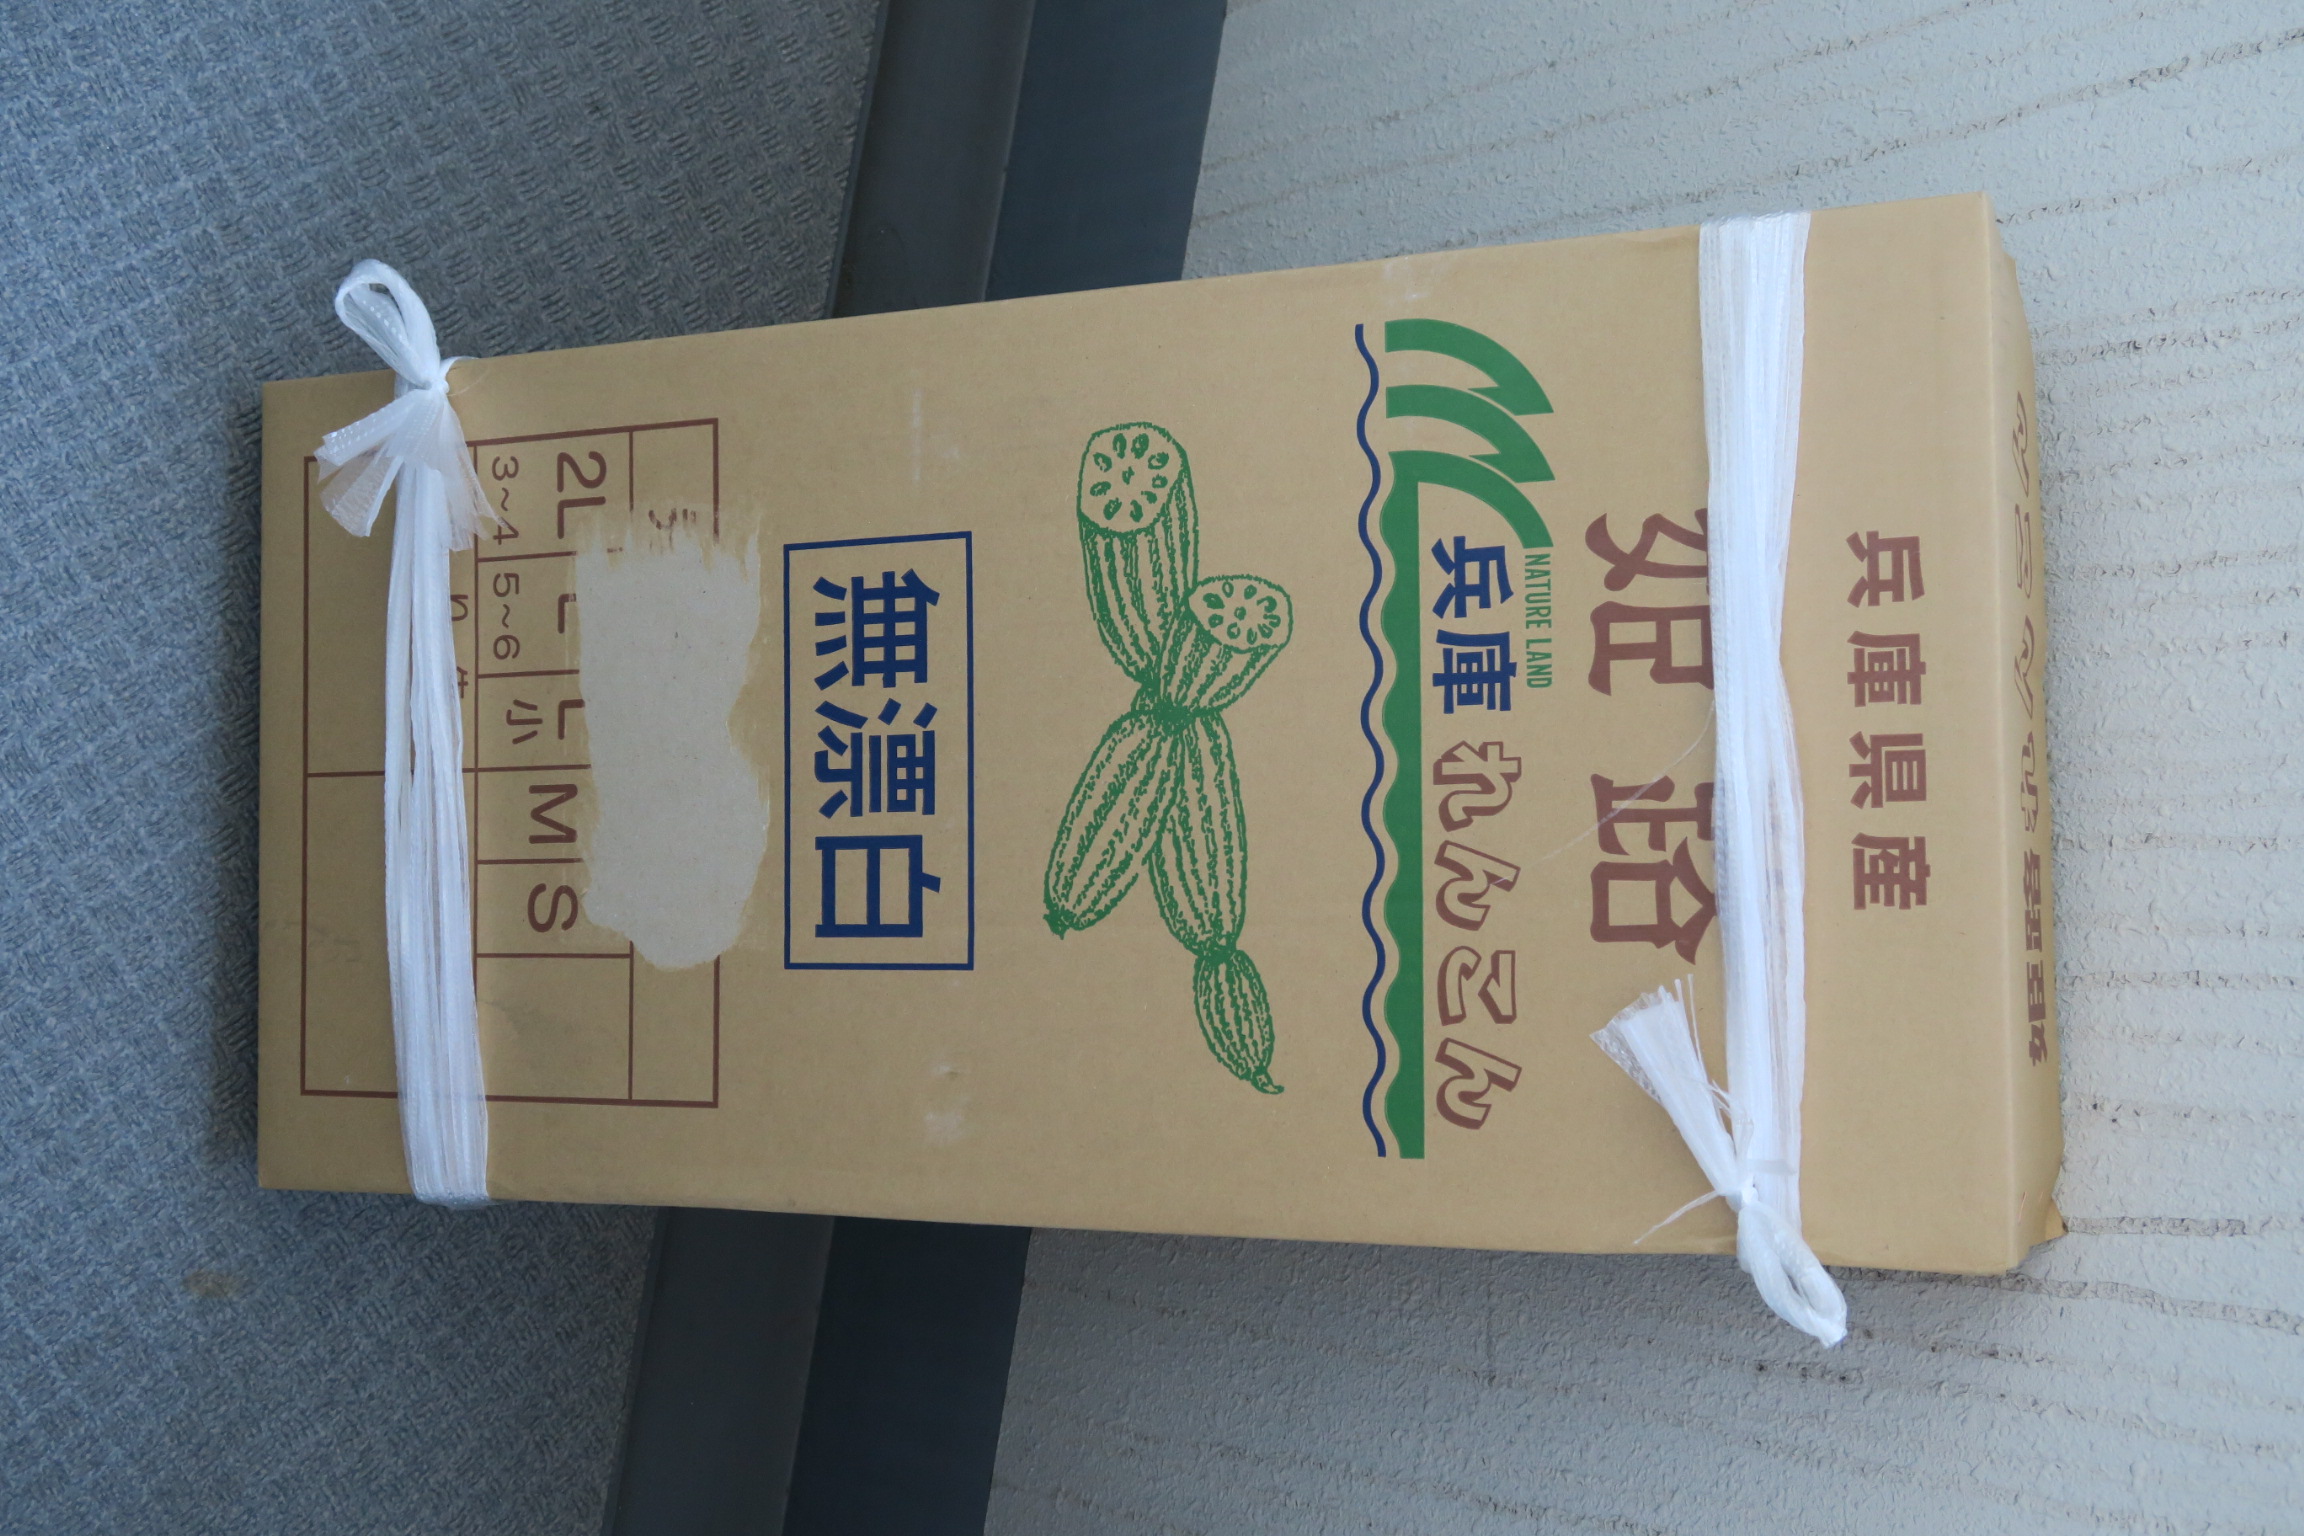 兵庫県産
姫路
NATURE LAND
兵庫れんこん
無漂白
2L L L M S
3~4 5~6 小